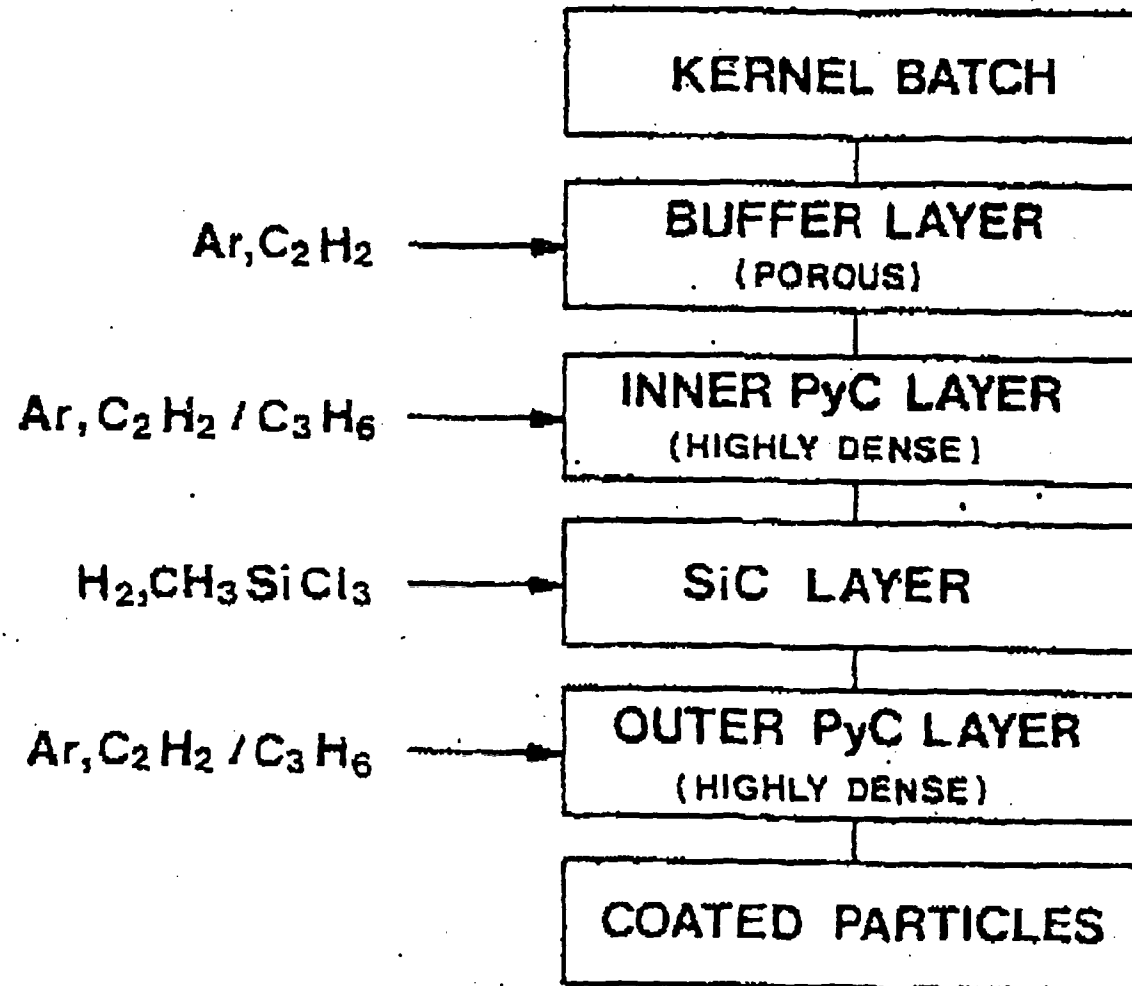 KERNEL BATCH
Ar,C₂H₂
BUFFER LAYER
(POROUS)
Ar,C₂H₂/C₃H₆
INNER PyC LAYER
(HIGHLY DENSE)
H₂,CH₃SiCl₃
SiC LAYER
Ar,C₂H₂/C₃H₆
OUTER PyC LAYER
(HIGHLY DENSE)
COATED PARTICLES